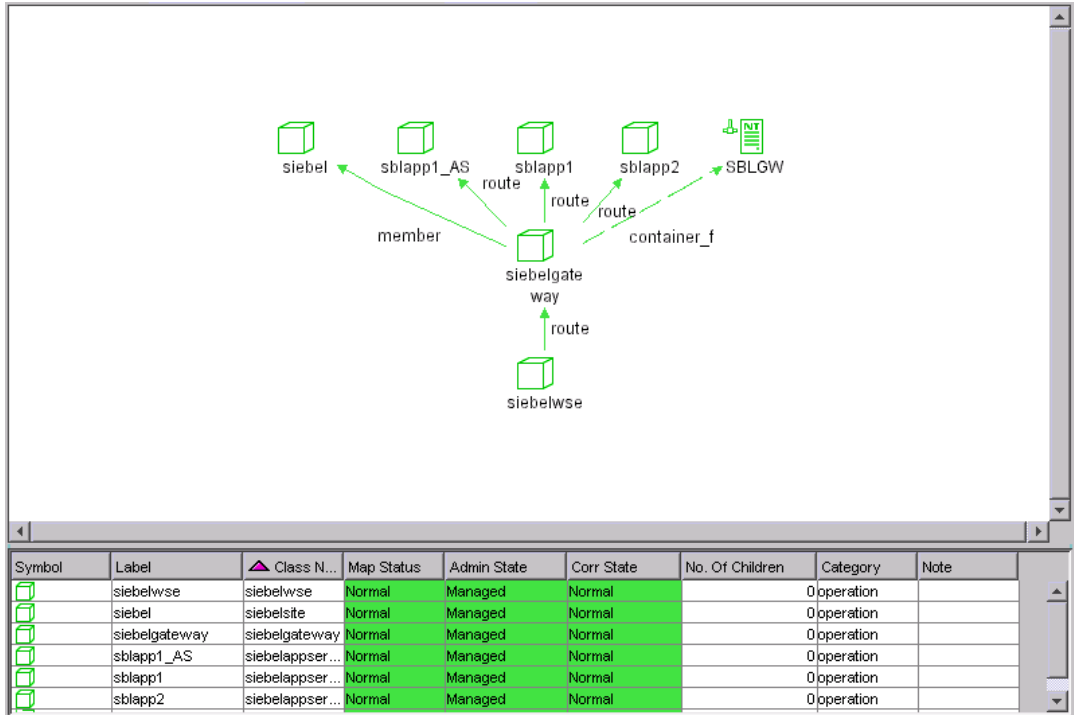 NT
siebel sblapp1_AS sblapp1 sblapp2 SBLGW
route
route
route
member container_f
siebelgate
way
route
siebelwse
Symbol Label Class N... Map Status Admin State Corr State No. Of Children Category Note
siebelwse siebelwse Normal Managed Normal 0 operation
siebel siebelsite Normal Managed Normal 0 operation
siebelgateway siebelgateway Normal Managed Normal 0 operation
sblapp1_AS siebelappser... Normal Managed Normal 0 operation
sblapp1 siebelappser... Normal Managed Normal 0 operation
sblapp2 siebelappser... Normal Managed Normal 0 operation